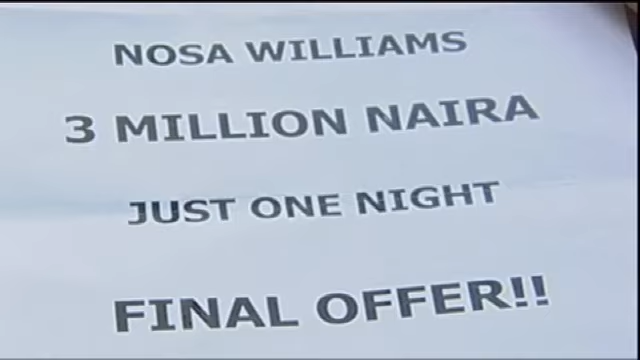 NOSA WILLIAMS
3 MILLION NAIRA
JUST ONE NIGHT
FINAL OFFER!!